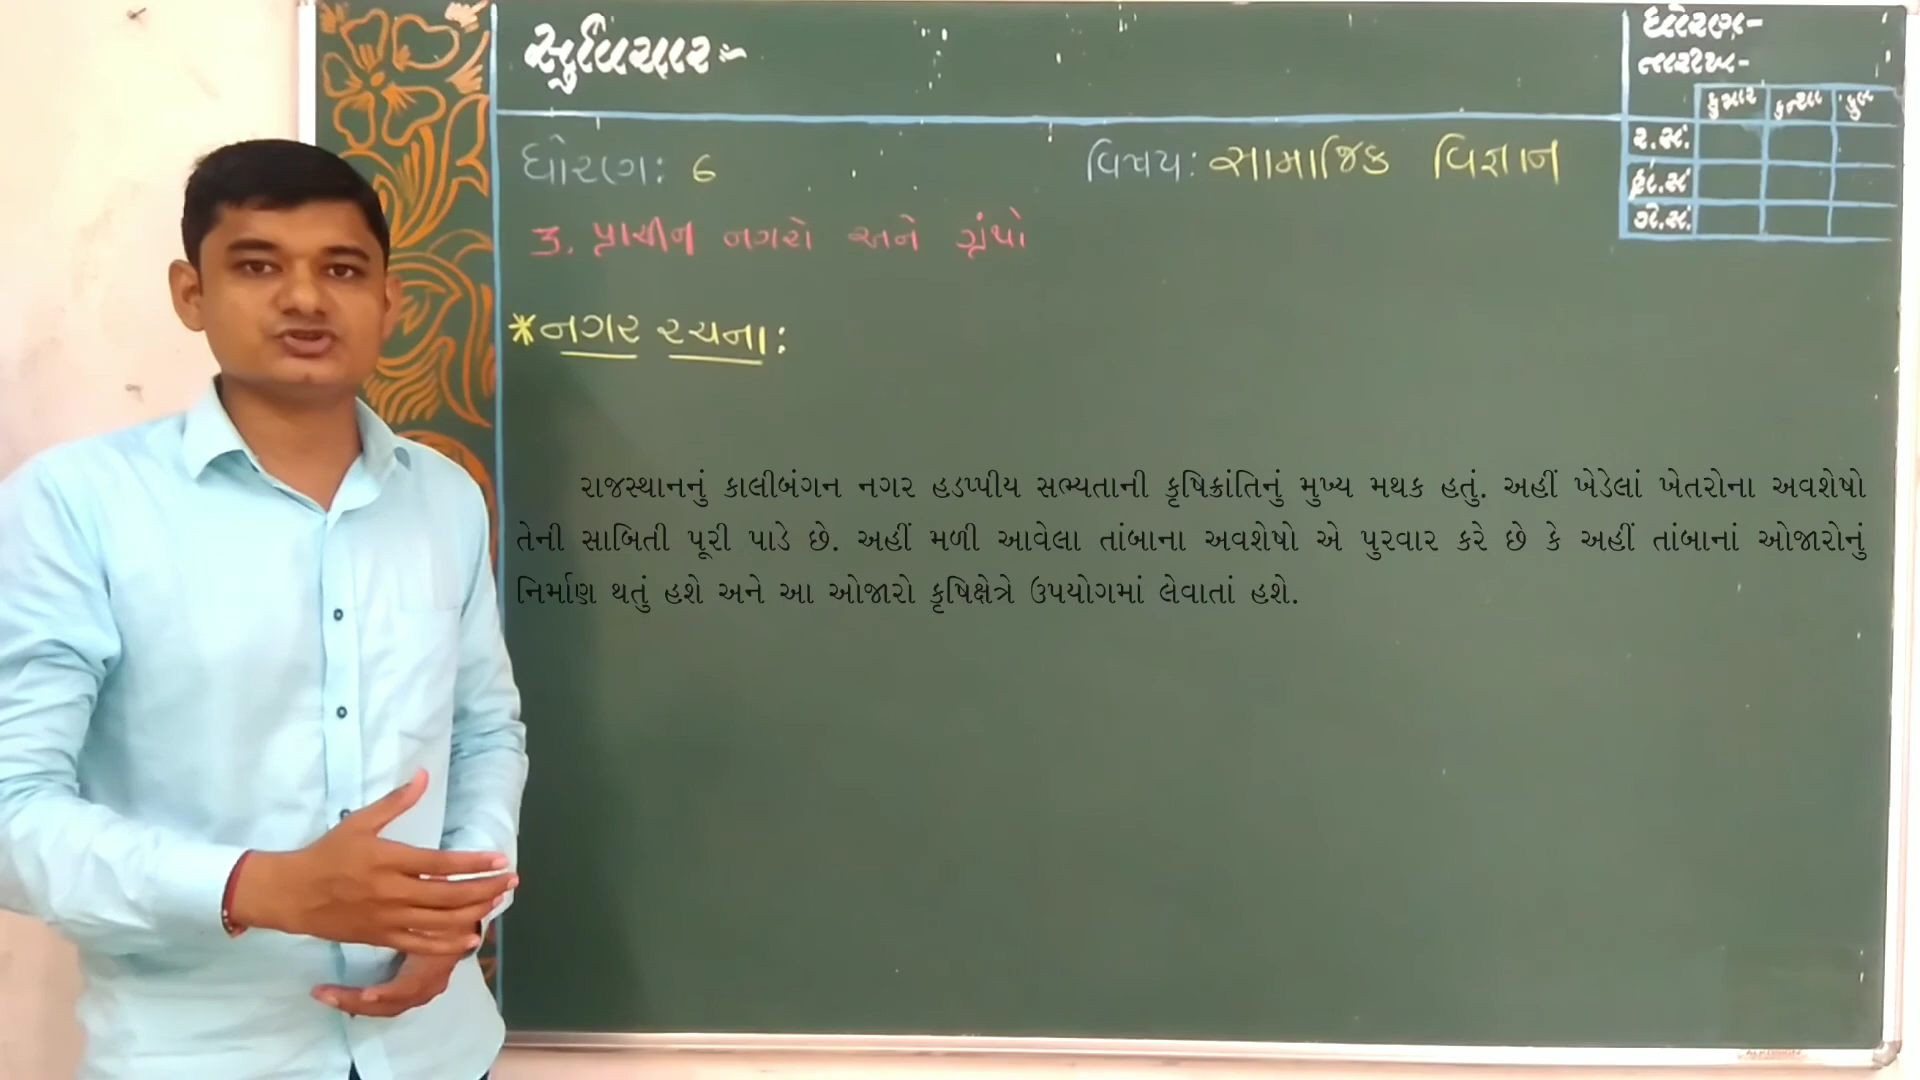 સુવિચાર:-
ધોરણ-
તારીખ-
કુમાર કન્યા કુલ
ર.સં.
હા.સં.
ગે.સં.
ધોરણ: 6 વિષય: સામાજિક વિજ્ઞાન
3. પ્રાચીન નગરો અને ગ્રંથો
*નગર રચના:
રાજસ્થાનનું કાલીબંગન નગર હડપ્પીય સભ્યતાની કૃષિક્રાંતિનું મુખ્ય મથક હતું. અહીં ખેડેલાં ખેતરોના અવશેષો
તેની સાબિતી પૂરી પાડે છે. અહીં મળી આવેલા તાંબાના અવશેષો એ પુરવાર કરે છે કે અહીં તાંબાનાં ઓજારોનું
નિર્માણ થતું હશે અને આ ઓજારો કૃષિક્ષેત્રે ઉપયોગમાં લેવાતાં હશે.